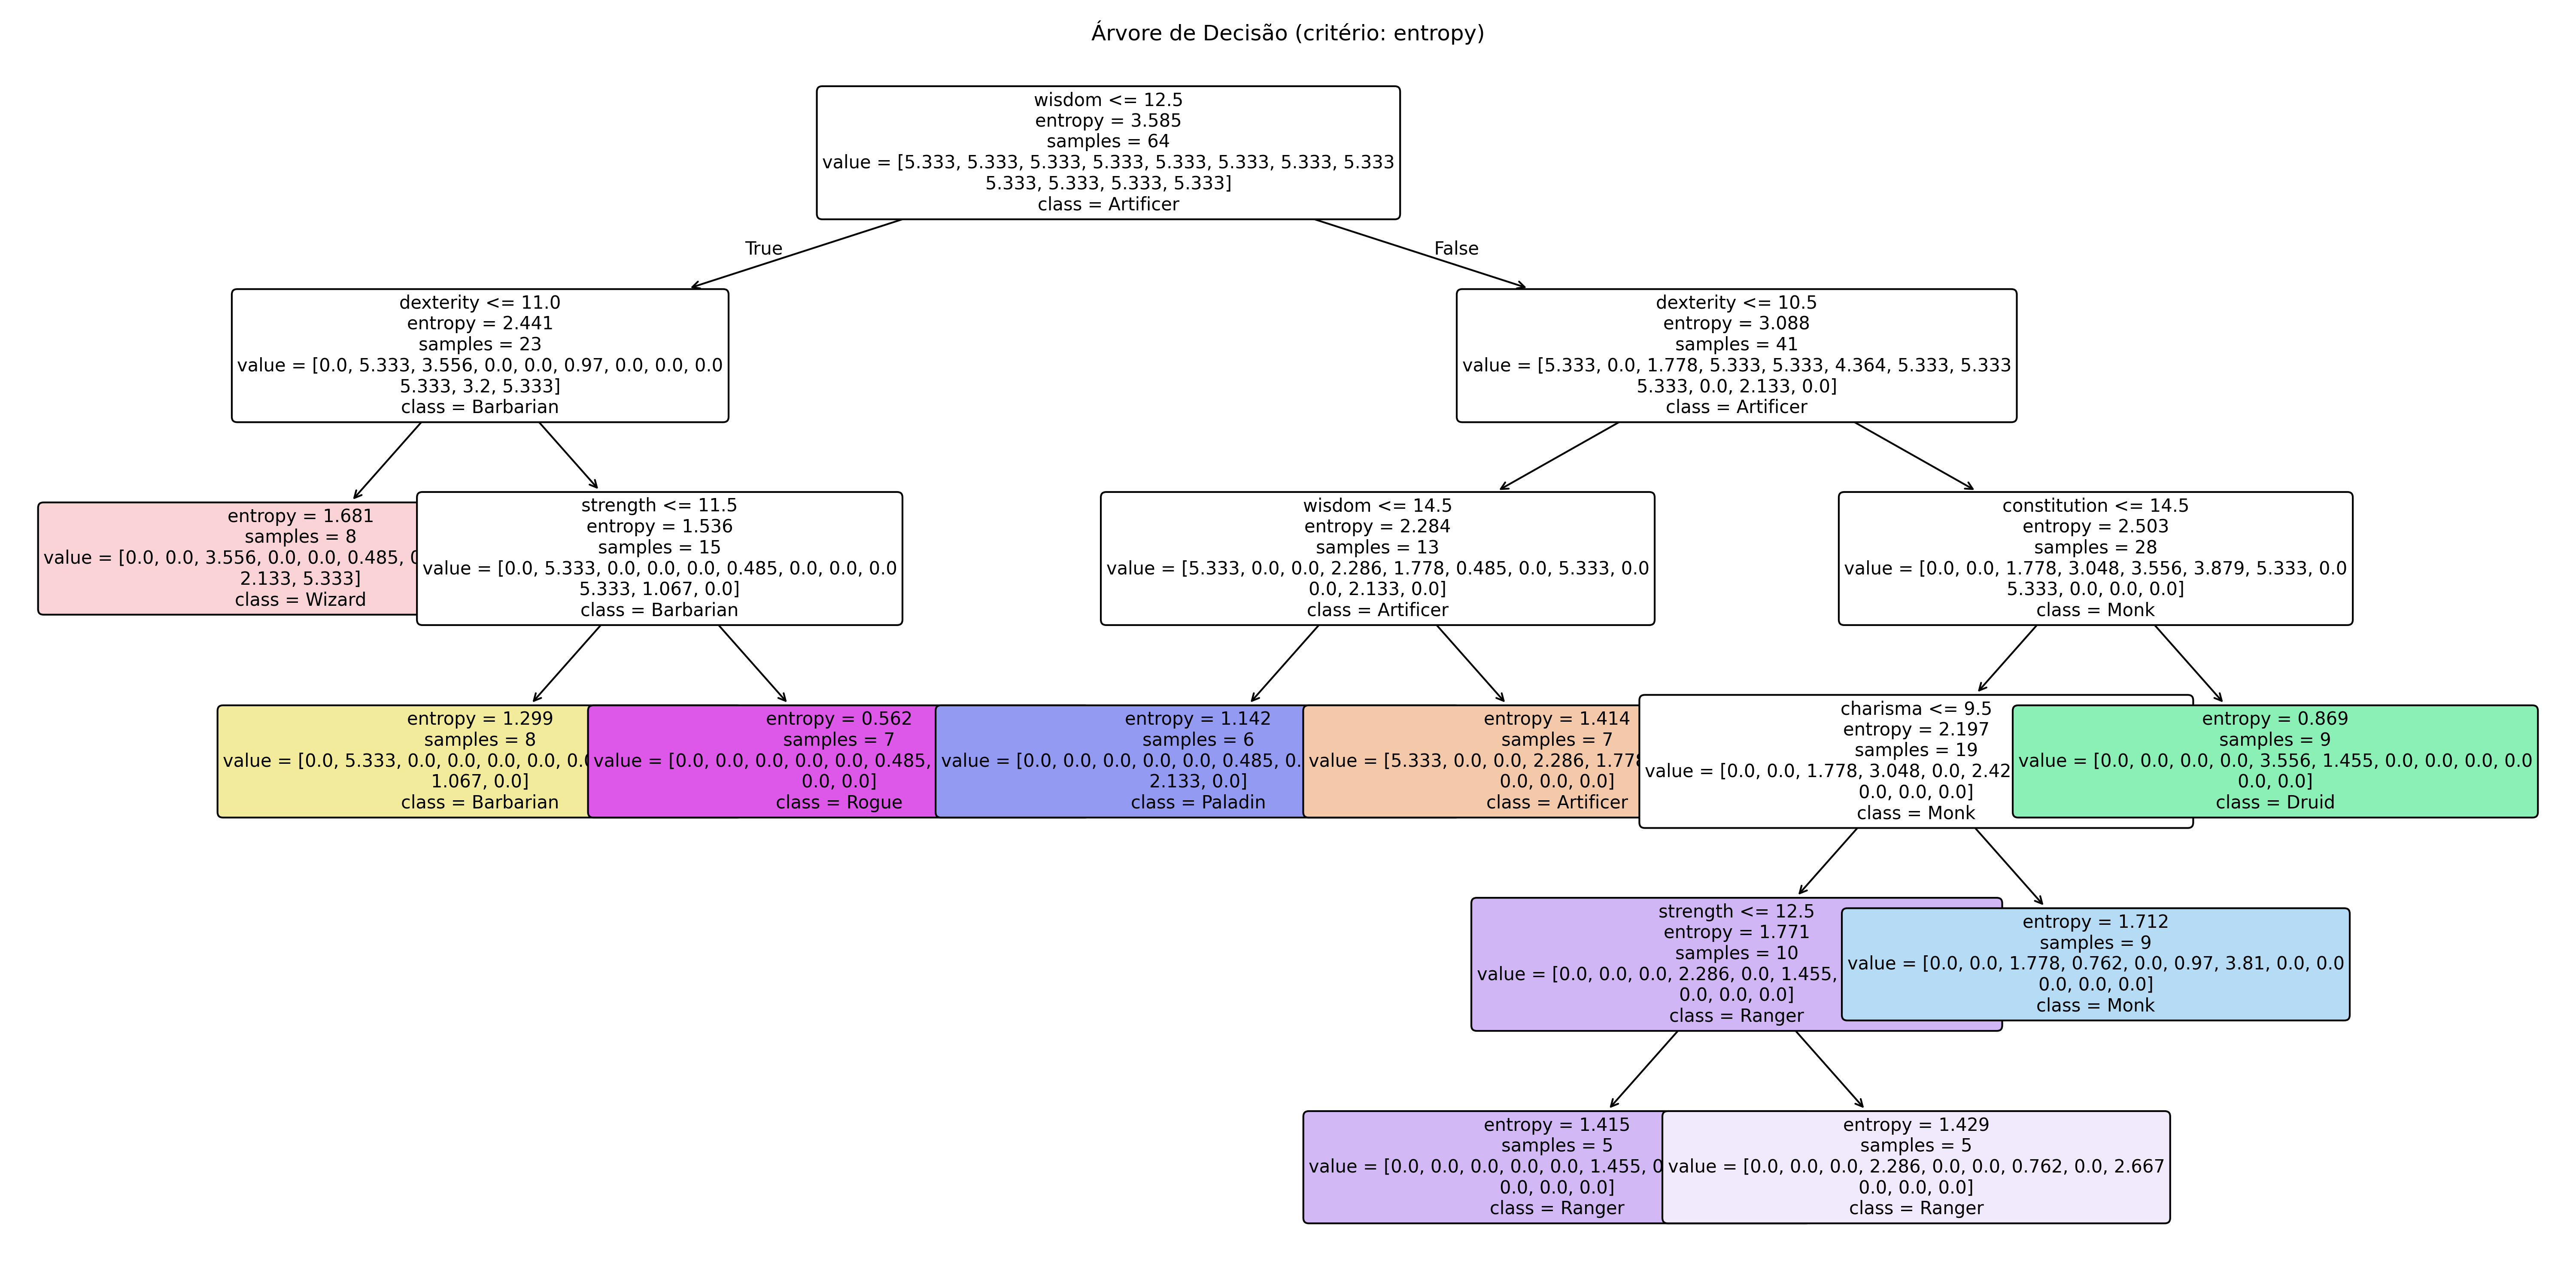 Árvore de Decisão (critério: entropy)
wisdom <= 12.5
entropy = 3.585
samples = 64
value = [5.333, 5.333, 5.333, 5.333, 5.333, 5.333, 5.333, 5.333
5.333, 5.333, 5.333, 5.333]
class = Artificer
True
False
dexterity <= 11.0
entropy = 2.441
samples = 23
value = [0.0, 5.333, 3.556, 0.0, 0.0, 0.97, 0.0, 0.0, 0.0
5.333, 3.2, 5.333]
class = Barbarian
dexterity <= 10.5
entropy = 3.088
samples = 41
value = [5.333, 0.0, 1.778, 5.333, 5.333, 4.364, 5.333, 5.333
5.333, 0.0, 2.133, 0.0]
class = Artificer
entropy = 1.681
samples = 8
value = [0.0, 0.0, 3.556, 0.0, 0.0, 0.485,
2.133, 5.333]
class = Wizard
strength <= 11.5
entropy = 1.536
samples = 15
value = [0.0, 5.333, 0.0, 0.0, 0.0, 0.485, 0.0, 0.0, 0.0
5.333, 1.067, 0.0]
class = Barbarian
wisdom <= 14.5
entropy = 2.284
samples = 13
value = [5.333, 0.0, 0.0, 2.286, 1.778, 0.485, 0.0, 5.333, 0.0
0.0, 2.133, 0.0]
class = Artificer
constitution <= 14.5
entropy = 2.503
samples = 28
value = [0.0, 0.0, 1.778, 3.048, 3.556, 3.879, 5.333, 0.0
5.333, 0.0, 0.0, 0.0]
class = Monk
entropy = 1.299
samples = 8
value = [0.0, 5.333, 0.0, 0.0, 0.0, 0.0, 0.0,
1.067, 0.0]
class = Barbarian
entropy = 0.562
samples = 7
value = [0.0, 0.0, 0.0, 0.0, 0.0, 0.485,
0.0, 0.0]
class = Rogue
entropy = 1.142
samples = 6
value = [0.0, 0.0, 0.0, 0.0, 0.0, 0.485,
2.133, 0.0]
class = Paladin
entropy = 1.414
samples = 7
value = [5.333, 0.0, 0.0, 2.286, 1.778
0.0, 0.0, 0.0]
class = Artificer
charisma <= 9.5
entropy = 2.197
samples = 19
value = [0.0, 0.0, 1.778, 3.048, 0.0, 2.42
0.0, 0.0, 0.0]
class = Monk
entropy = 0.869
samples = 9
value = [0.0, 0.0, 0.0, 0.0, 3.556, 1.455, 0.0, 0.0, 0.0, 0.0
0.0, 0.0]
class = Druid
strength <= 12.5
entropy = 1.771
samples = 10
value = [0.0, 0.0, 0.0, 2.286, 0.0, 1.455,
0.0, 0.0, 0.0]
class = Ranger
entropy = 1.712
samples = 9
value = [0.0, 0.0, 1.778, 0.762, 0.0, 0.97, 3.81, 0.0, 0.0
0.0, 0.0, 0.0]
class = Monk
entropy = 1.415
samples = 5
value = [0.0, 0.0, 0.0, 0.0, 0.0, 1.455,
0.0, 0.0, 0.0]
class = Ranger
entropy = 1.429
samples = 5
value = [0.0, 0.0, 0.0, 2.286, 0.0, 0.0, 0.762, 0.0, 2.667
0.0, 0.0, 0.0]
class = Ranger